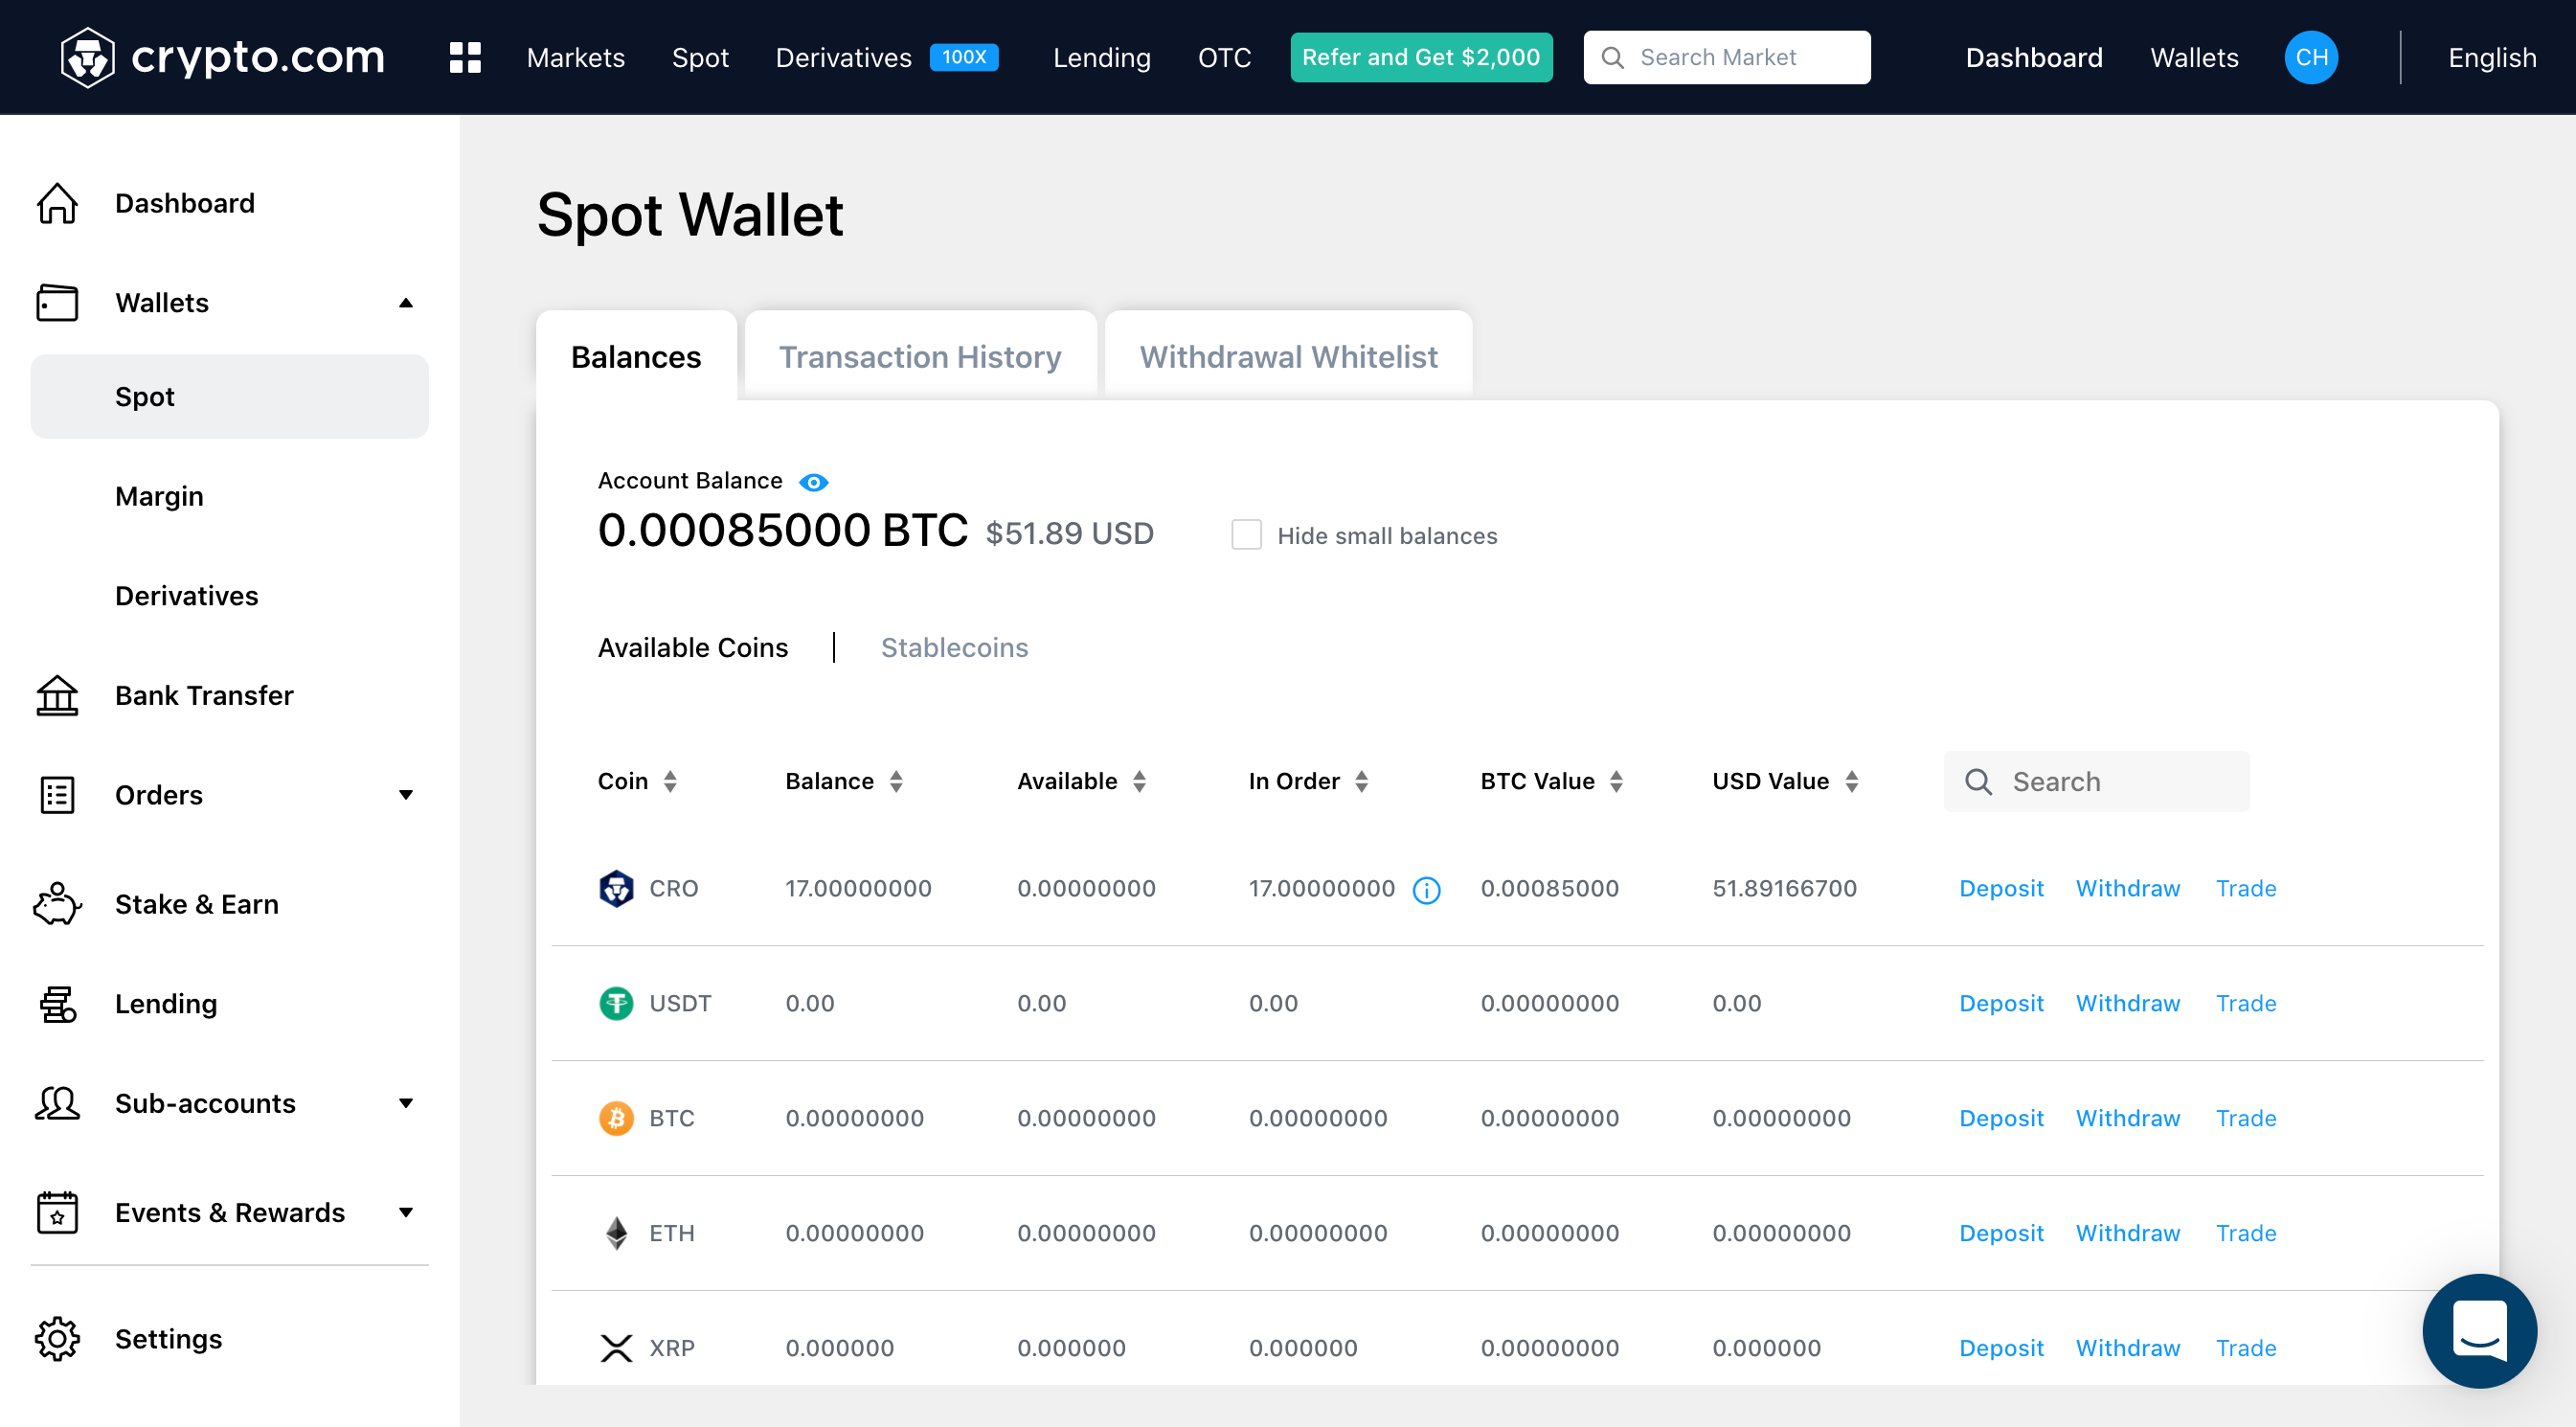 crypto.com Markets Spot Derivatives 100X Lending OTC Refer and Get $2,000 Search Market Dashboard Wallets CH English
Dashboard
Wallets
Spot
Margin
Derivatives
Bank Transfer
Orders
Stake & Earn
Lending
Sub-accounts
Events & Rewards
Settings
Spot Wallet
Balances Transaction History Withdrawal Whitelist
Account Balance
0.00085000 BTC $51.89 USD Hide small balances
Available Coins Stablecoins
Coin Balance Available In Order BTC Value USD Value Search
CRO 17.00000000 0.00000000 17.00000000 0.00085000 51.89166700 Deposit Withdraw Trade
USDT 0.00 0.00 0.00 0.00000000 0.00 Deposit Withdraw Trade
BTC 0.00000000 0.00000000 0.00000000 0.00000000 0.00000000 Deposit Withdraw Trade
ETH 0.00000000 0.00000000 0.00000000 0.00000000 0.00000000 Deposit Withdraw Trade
XRP 0.000000 0.000000 0.000000 0.00000000 0.000000 Deposit Withdraw Trade